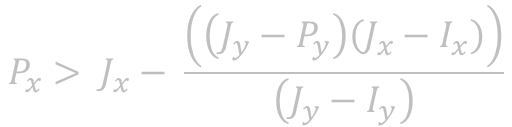 P_x > J_x − ((J_y − P_y)(J_x − I_x)) / (J_y − I_y)